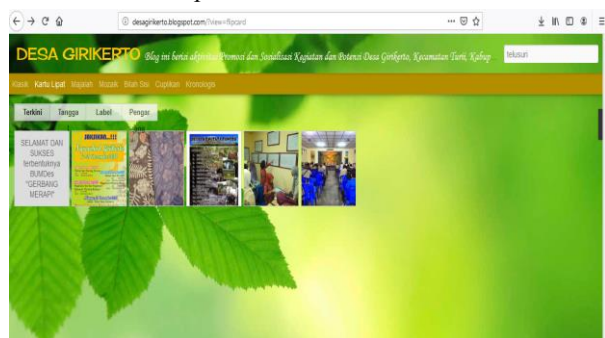 desagirikerto.blogspot.com/?view=flipcard
DESA GIRIKERTO Blog ini berisi aktivitas Promosi dan Sosialisasi Kegiatan dan Potensi Desa Girikerto, Kecamatan Turi, Kabup...
telusuri
Klasik Kartu Lipat Majalah Mozaik Bilah Sisi Cuplikan Kronologis
Terkini Tangga Label Pengar
SELAMAT DAN
SUKSES
terbentuknya
BUMDes
"GERBANG
MERAPI"